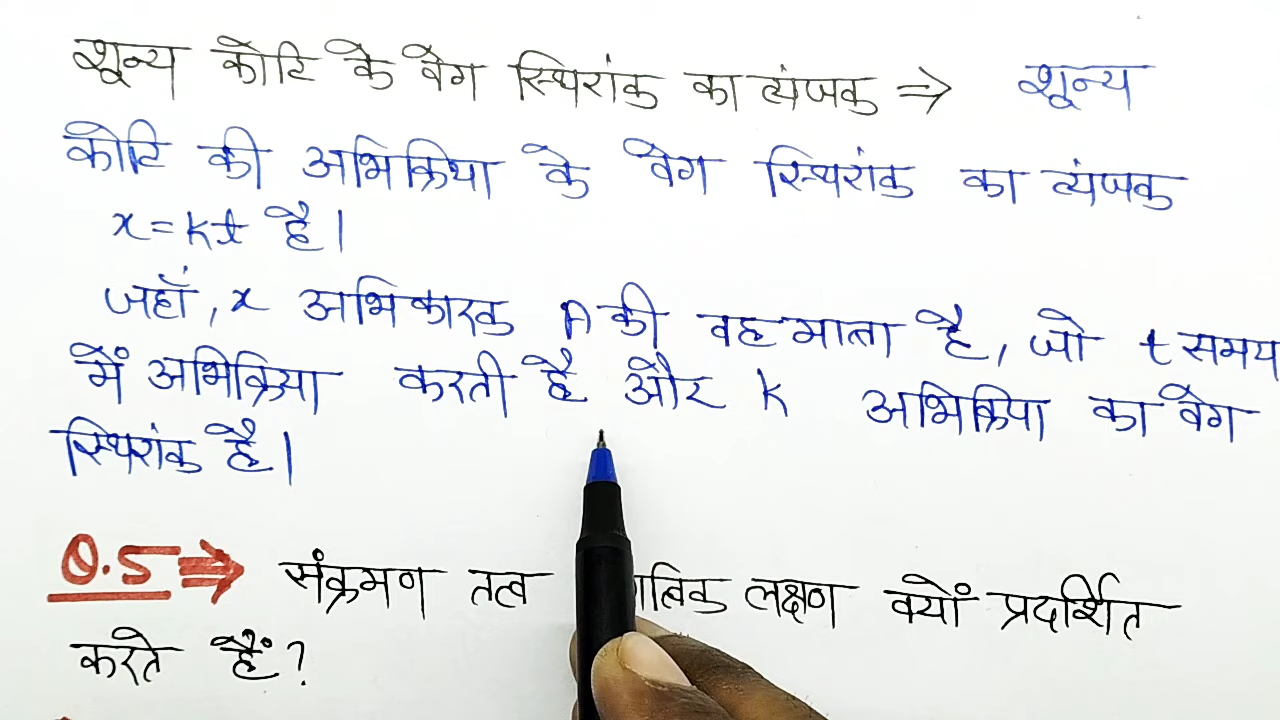 शून्य कोटि के वेग स्थिरांक का व्यंजक ⇒ शून्य
कोटि की अभिक्रिया के वेग स्थिरांक का व्यंजक
x = kt है।
जहाँ, x अभिकारक A की वह मात्रा है, जो t समय
में अभिक्रिया करती है और k अभिक्रिया का वेग
स्थिरांक है।
Q.5 ⇒ संक्रमण तत्व लक्षण क्यों प्रदर्शित
करते हैं?